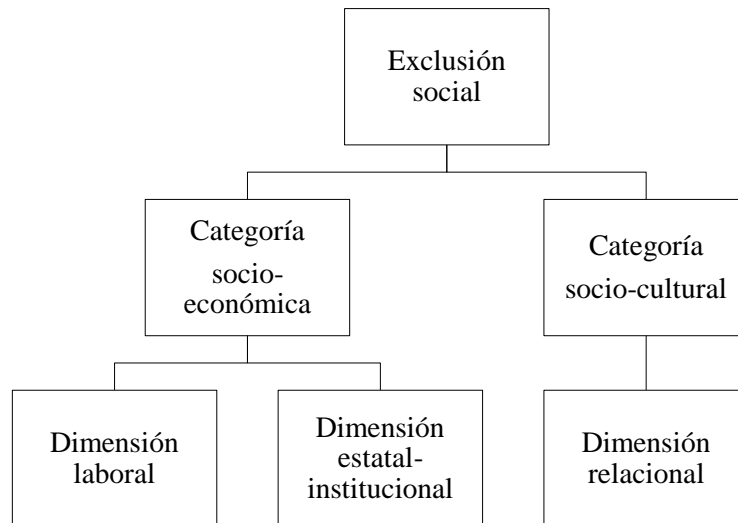 Exclusión
social
Categoría
socio-
económica
Categoría
socio-cultural
Dimensión
laboral
Dimensión
estatal-
institucional
Dimensión
relacional